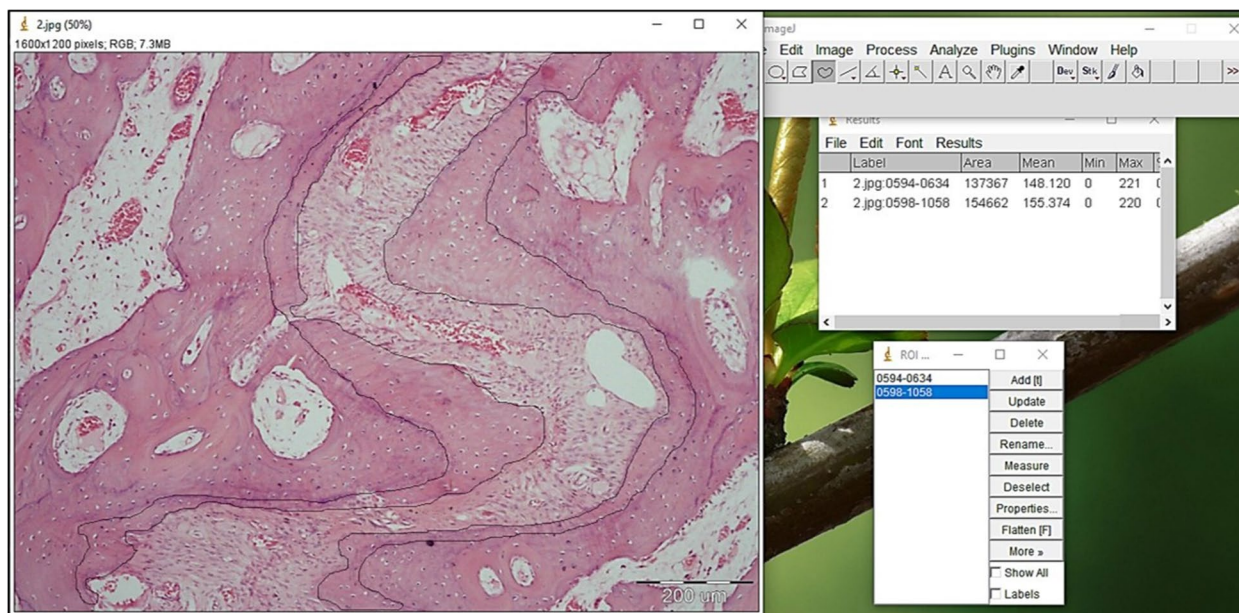 2.jpg (50%)
1600x1200 pixels; RGB; 7.3MB
200 um
ImageJ
Edit Image Process Analyze Plugins Window Help
A Dev Stk >>
Results
File Edit Font Results
Label Area Mean Min Max
1 2.jpg:0594-0634 137367 148.120 0 221
2 2.jpg:0598-1058 154662 155.374 0 220
ROI ...
0594-0634
0598-1058
Add [t]
Update
Delete
Rename...
Measure
Deselect
Properties...
Flatten [F]
More »
Show All
Labels